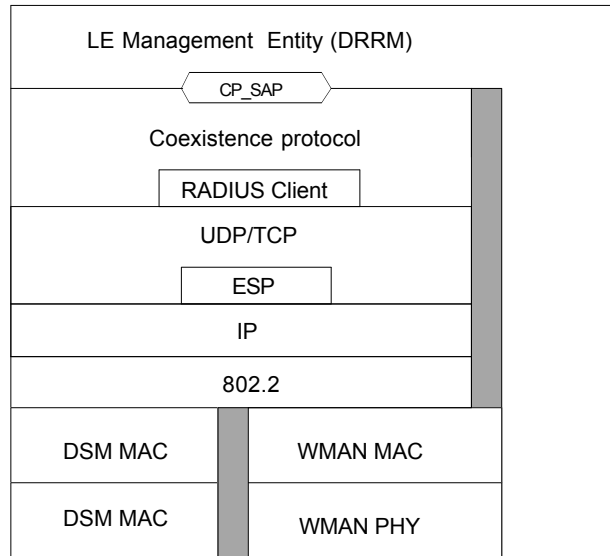 LE Management Entity (DRRM)
CP_SAP
Coexistence protocol
RADIUS Client
UDP/TCP
ESP
IP
802.2
DSM MAC
WMAN MAC
DSM MAC
WMAN PHY